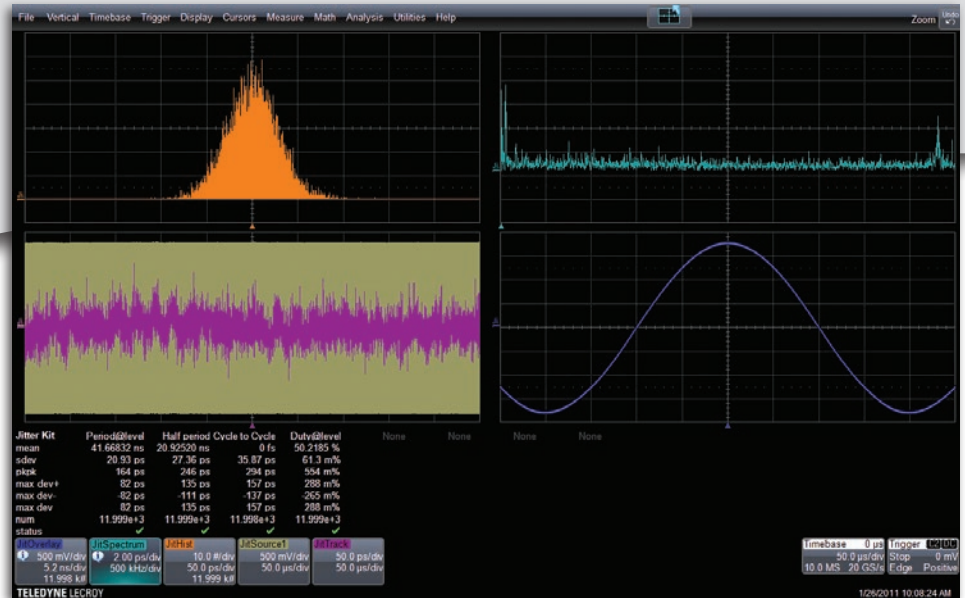 File Vertical Timebase Trigger Display Cursors Measure Math Analysis Utilities Help Zoom Undo
Jitter Kit Period@level Half period Cycle to Cycle Duty@level None None None None
mean 41.66832 ns 20.92520 ns 0 fs 50.2185 %
sdev 20.93 ps 27.36 ps 35.87 ps 61.3 m%
pkpk 164 ps 246 ps 294 ps 554 m%
max dev+ 82 ps 135 ps 157 ps 288 m%
max dev- -82 ps -111 ps -137 ps -265 m%
max dev 82 ps 135 ps 157 ps 288 m%
num 11.999e+3 11.999e+3 11.998e+3 11.999e+3
status
JitOverlay JitSpectrum JitHist JitSource1 JitTrack Timebase 0 µs Trigger C2 DC
500 mV/div 2.00 ps/div 10.0 #/div 500 mV/div 50.0 ps/div 50.0 µs/div Stop 0 mV
5.2 ns/div 500 kHz/div 50.0 ps/div 50.0 µs/div 50.0 µs/div 10.0 MS 20 GS/s Edge Positive
11.998 k# 11.999 k#
TELEDYNE LECROY 1/26/2011 10:08:24 AM